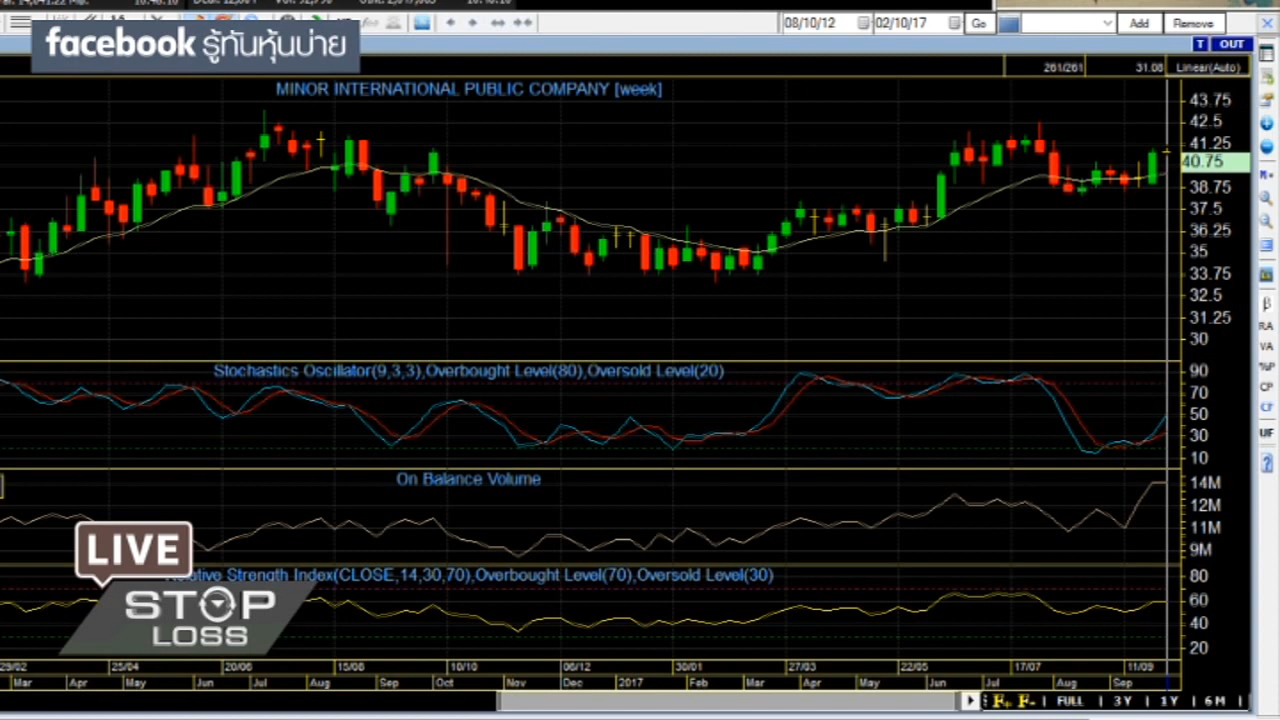 08/10/12 02/10/17 Go Add Remove
facebook รู้ทันหุ้นบ่าย
T OUT
261/261 31.08 Linear(Auto)
MINOR INTERNATIONAL PUBLIC COMPANY [week]
43.75
42.5
41.25
40.75
38.75
37.5
36.25
35
33.75
32.5
31.25
30
β
RA
VA
%P
CP
CF
UF
?
Stochastics Oscillator(9,3,3),Overbought Level(80),Oversold Level(20)
90
70
50
30
10
On Balance Volume
14M
12M
11M
9M
LIVE
STOP
LOSS
Relative Strength Index(CLOSE,14,30,70),Overbought Level(70),Oversold Level(30)
80
60
40
20
29/02 25/04 20/06 15/08 10/10 06/12 30/01 27/03 22/05 17/07 11/09
Mar Apr May Jun Jul Aug Sep Oct Nov Dec 2017 Feb Mar Apr May Jun Jul Aug Sep
F+ F- FULL 3Y 1Y 6M